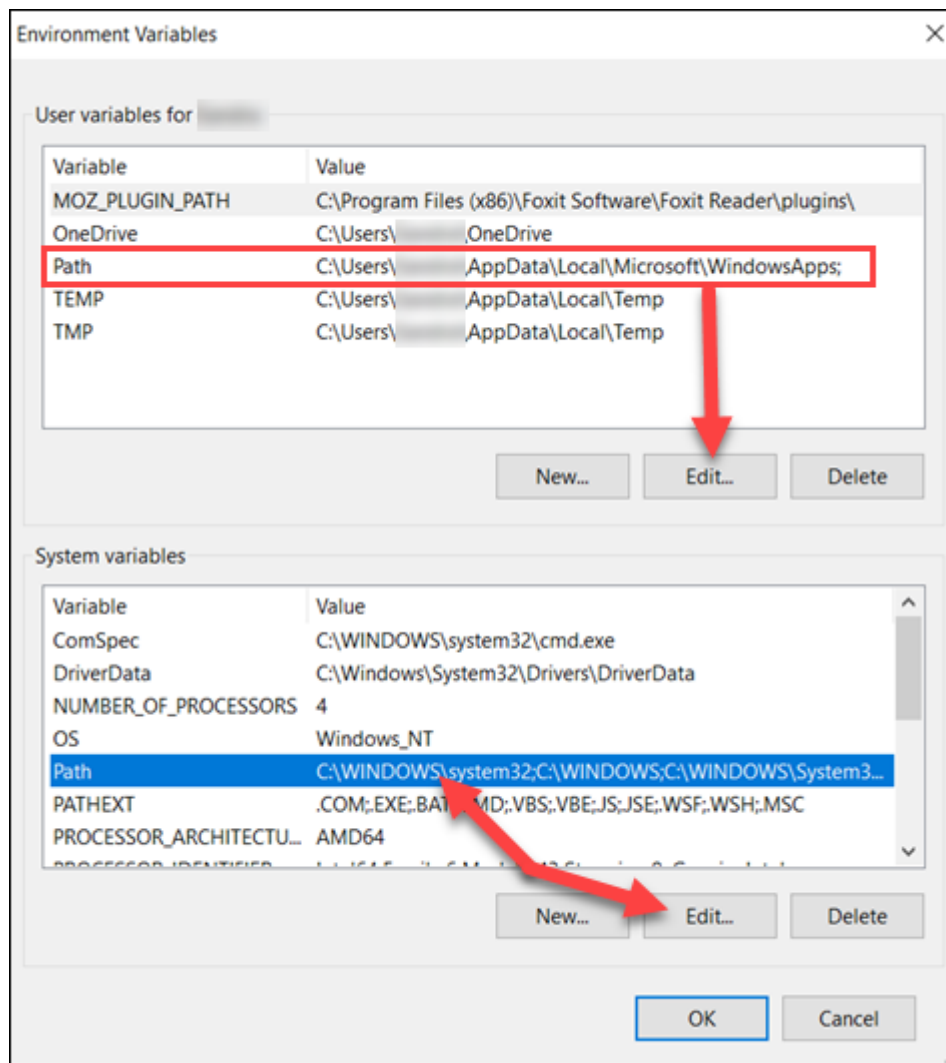 Environment Variables
User variables for
Variable Value
MOZ_PLUGIN_PATH C:\Program Files (x86)\Foxit Software\Foxit Reader\plugins\
OneDrive C:\Users\ OneDrive
Path C:\Users\ AppData\Local\Microsoft\WindowsApps;
TEMP C:\Users\ AppData\Local\Temp
TMP C:\Users\ AppData\Local\Temp
New... Edit... Delete
System variables
Variable Value
ComSpec C:\WINDOWS\system32\cmd.exe
DriverData C:\Windows\System32\Drivers\DriverData
NUMBER_OF_PROCESSORS 4
OS Windows_NT
Path C:\WINDOWS\system32;C:\WINDOWS;C:\WINDOWS\System3...
PATHEXT .COM;.EXE;.BAT MD;.VBS;.VBE;.JS;.JSE;.WSF;.WSH;.MSC
PROCESSOR_ARCHITECTU... AMD64
New... Edit... Delete
OK Cancel